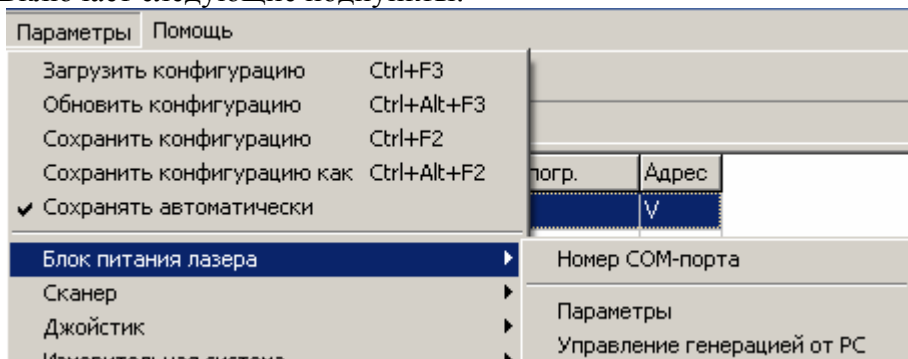 Параметры Помощь
Загрузить конфигурацию Ctrl+F3
Обновить конфигурацию Ctrl+Alt+F3
Сохранить конфигурацию Ctrl+F2
Сохранить конфигурацию как Ctrl+Alt+F2
Сохранять автоматически
погр. Адрес
V
Блок питания лазера
Сканер
Джойстик
Номер COM-порта
Параметры
Управление генерацией от PC